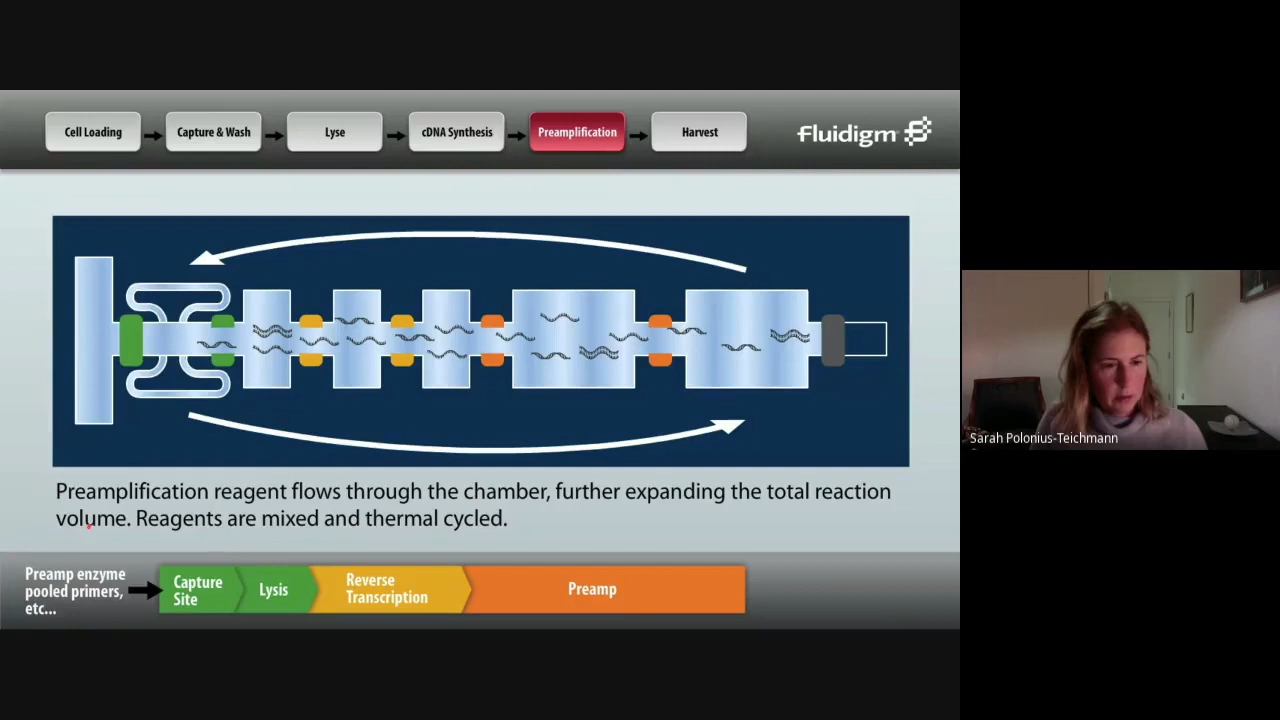 Cell Loading
Capture & Wash
Lyse
cDNA Synthesis
Preamplification
Harvest
Fluidigm
Preamplification reagent flows through the chamber, further expanding the total reaction
volume. Reagents are mixed and thermal cycled.
Preamp enzyme
pooled primers,
etc...
Capture
Site
Lysis
Reverse
Transcription
Preamp
Sarah Polonius-Teichmann